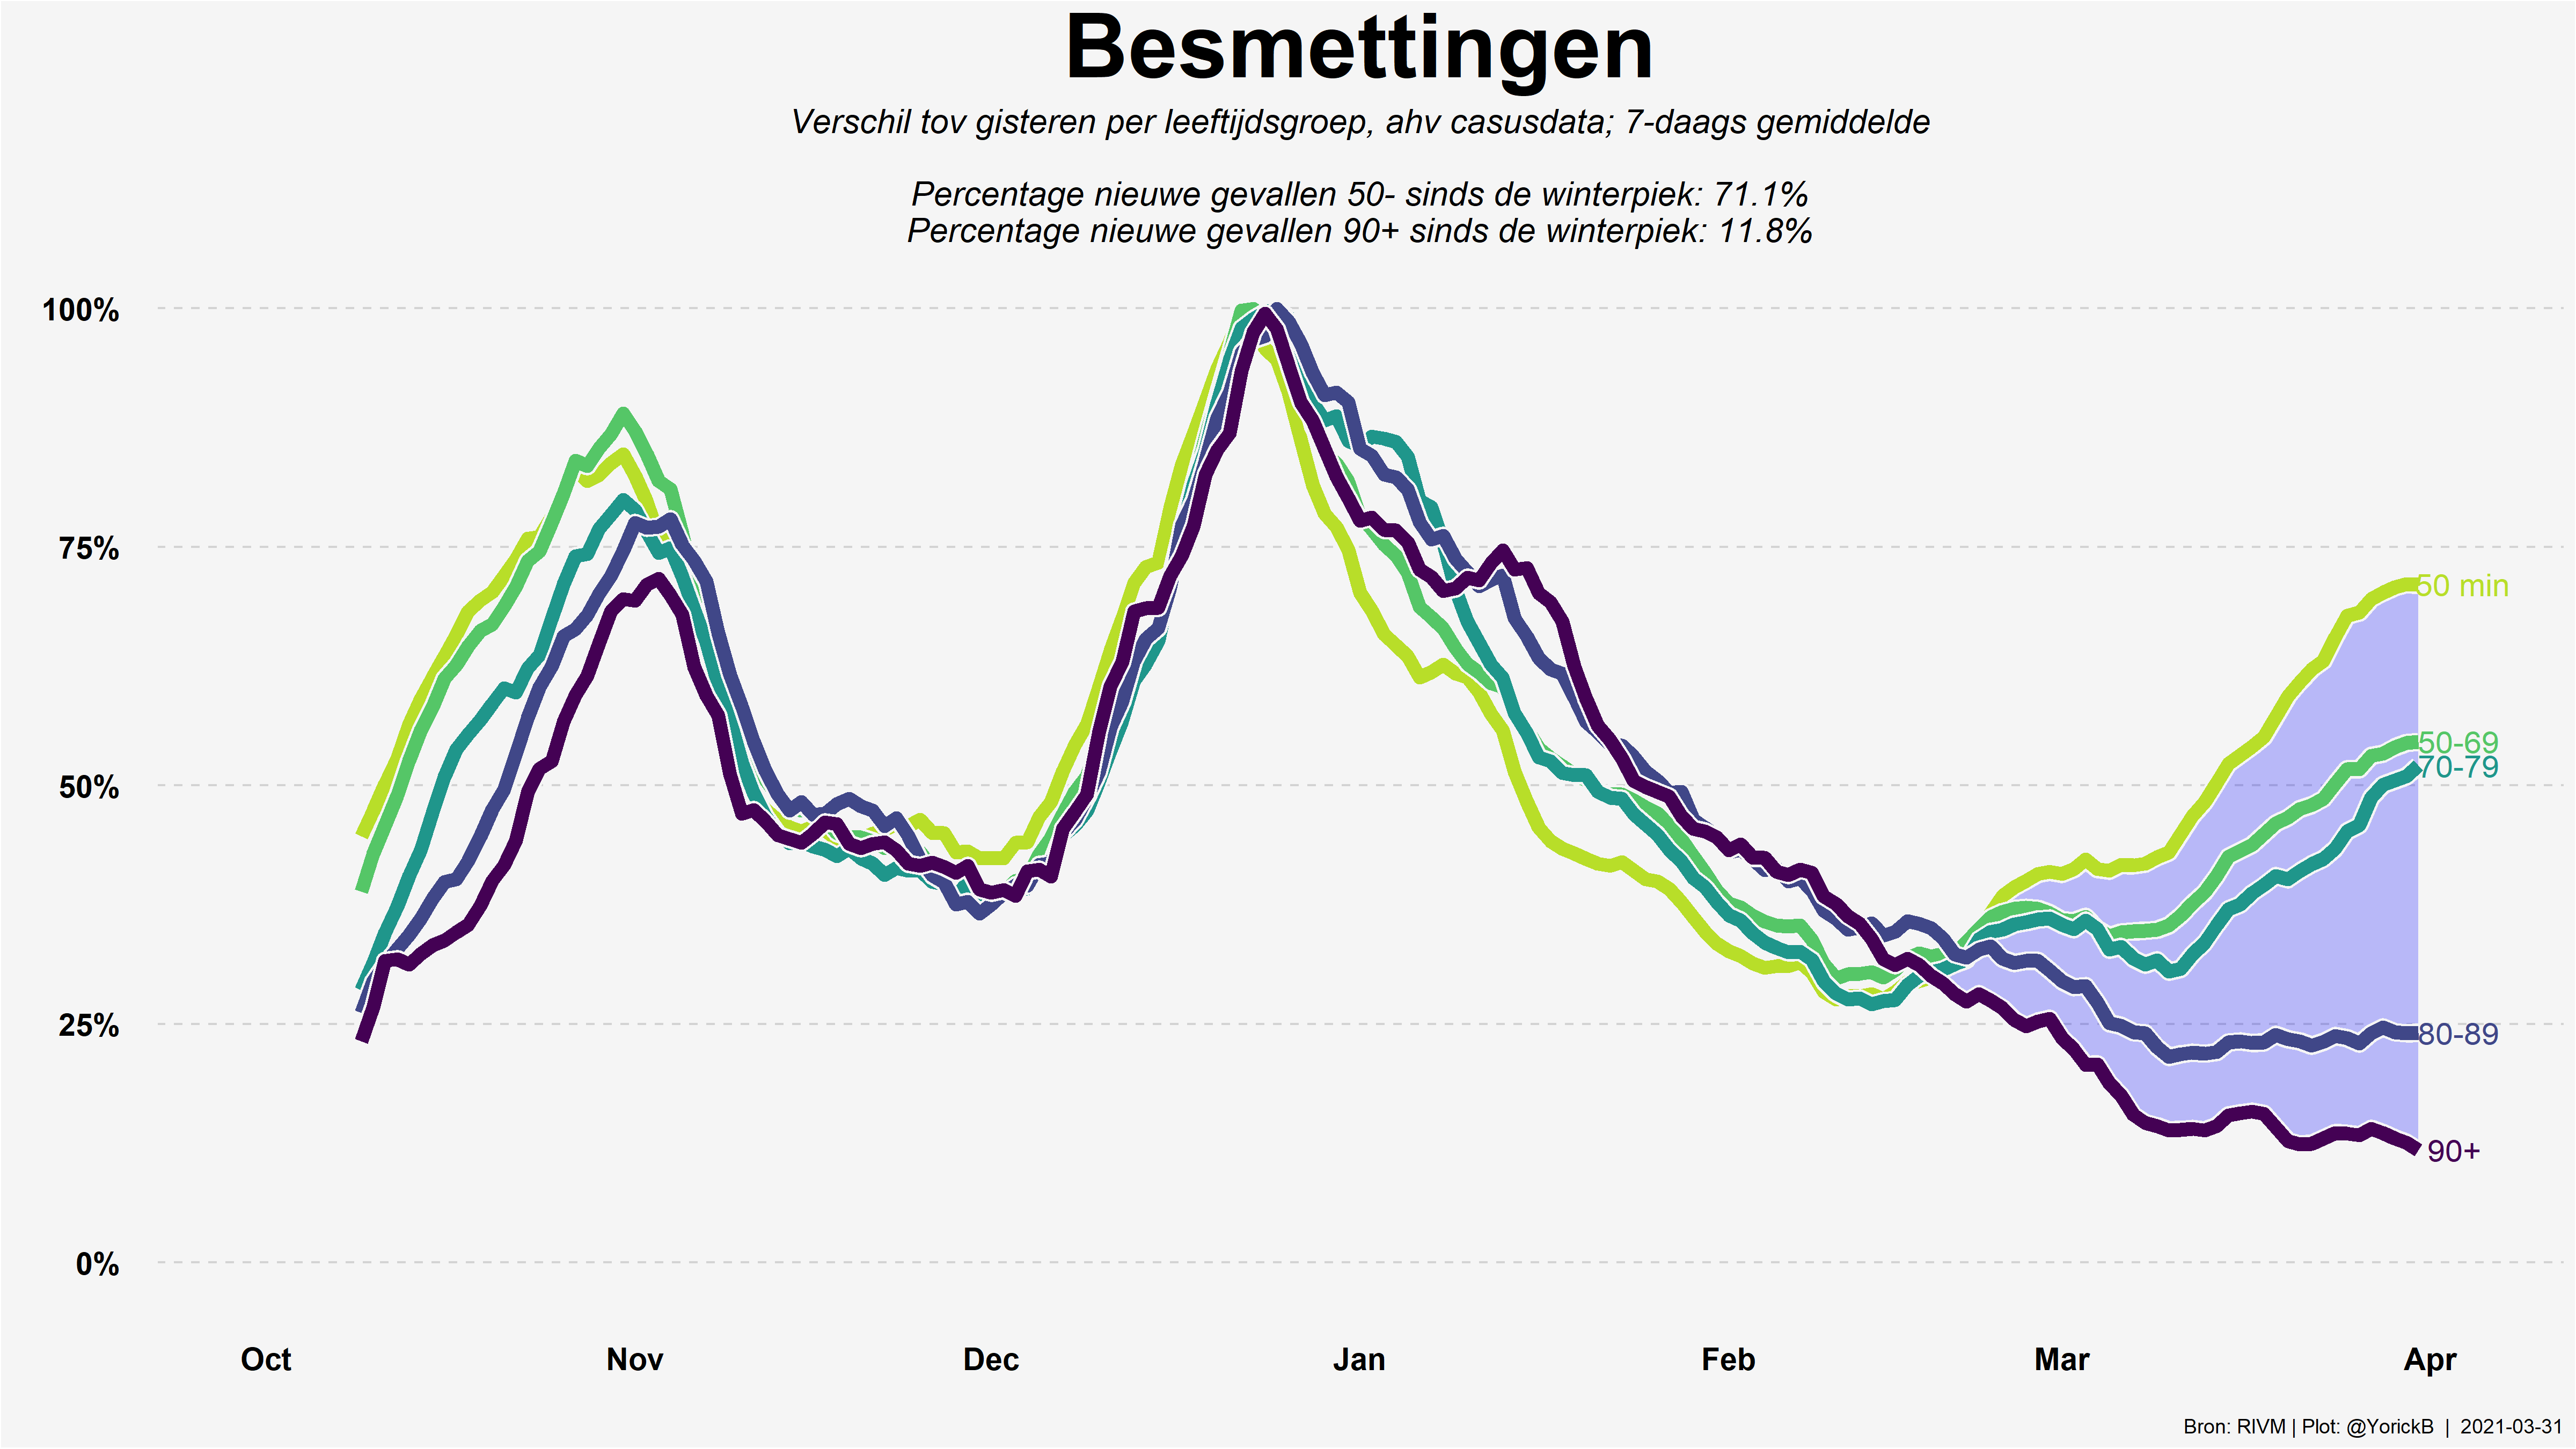 Besmettingen
Verschil tov gisteren per leeftijdsgroep, ahv casusdata; 7-daags gemiddelde
Percentage nieuwe gevallen 50- sinds de winterpiek: 71.1%
Percentage nieuwe gevallen 90+ sinds de winterpiek: 11.8%
100%
75%
50%
25%
0%
50 min
50-69
70-79
80-89
90+
Oct Nov Dec Jan Feb Mar Apr
Bron: RIVM | Plot: @YorickB | 2021-03-31